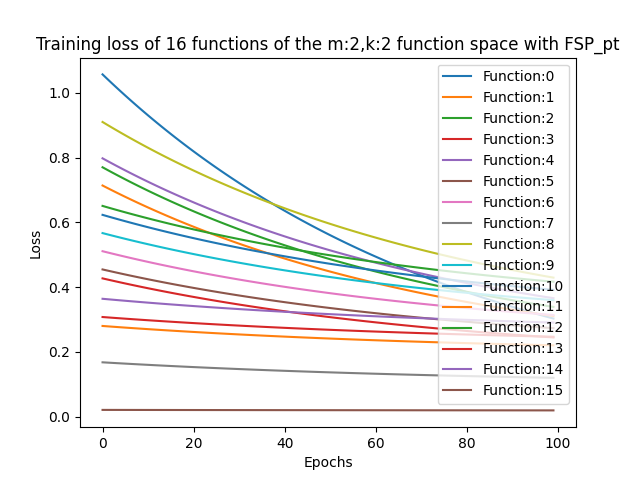 Training loss of 16 functions of the m:2,k:2 function space with FSP_pt
Loss
1.0
0.8
0.6
0.4
0.2
0.0
0
20
40
60
80
100
Epochs
Function:0
Function:1
Function:2
Function:3
Function:4
Function:5
Function:6
Function:7
Function:8
Function:9
Function:10
Function:11
Function:12
Function:13
Function:14
Function:15